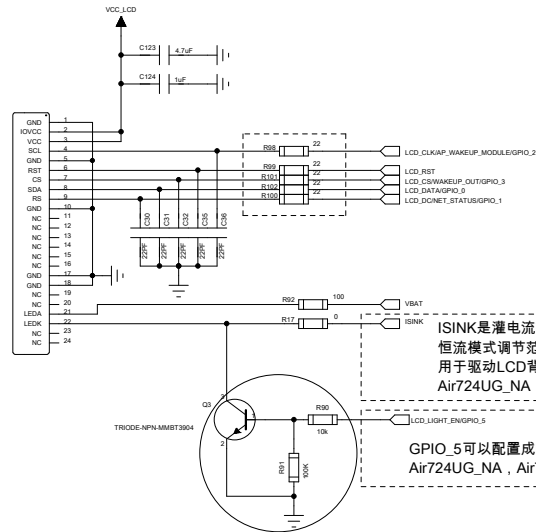 VCC_LCD
C123
4.7uF
C124
1uF
GND 1
IOVCC 2
VCC 3
SCL 4
GND 5
RST 6
CS 7
SDA 8
RS 9
GND 10
NC 11
NC 12
NC 13
NC 14
NC 15
NC 16
GND 17
GND 18
NC 19
NC 20
LEDA 21
LEDK 22
NC 23
NC 24
R98 22 LCD_CLK/AP_WAKEUP_MODULE/GPIO_2
R99 22 LCD_RST
R101 22 LCD_CS/WAKEUP_OUT/GPIO_3
R102 22 LCD_DATA/GPIO_0
R100 22 LCD_DC/NET_STATUS/GPIO_1
C30 C31 C32 C35 C36
22PF 22PF 22PF 22PF 22PF
R92 100 VBAT
R17 0 ISINK
ISINK是灌电流
恒流模式调节范
用于驱动LCD背
Air724UG_NA
Q3
3
1
2
TRIODE-NPN-MMBT3904
R90
10k
LCD_LIGHT_EN/GPIO_5
R91
100K
GPIO_5可以配置成
Air724UG_NA，Air7